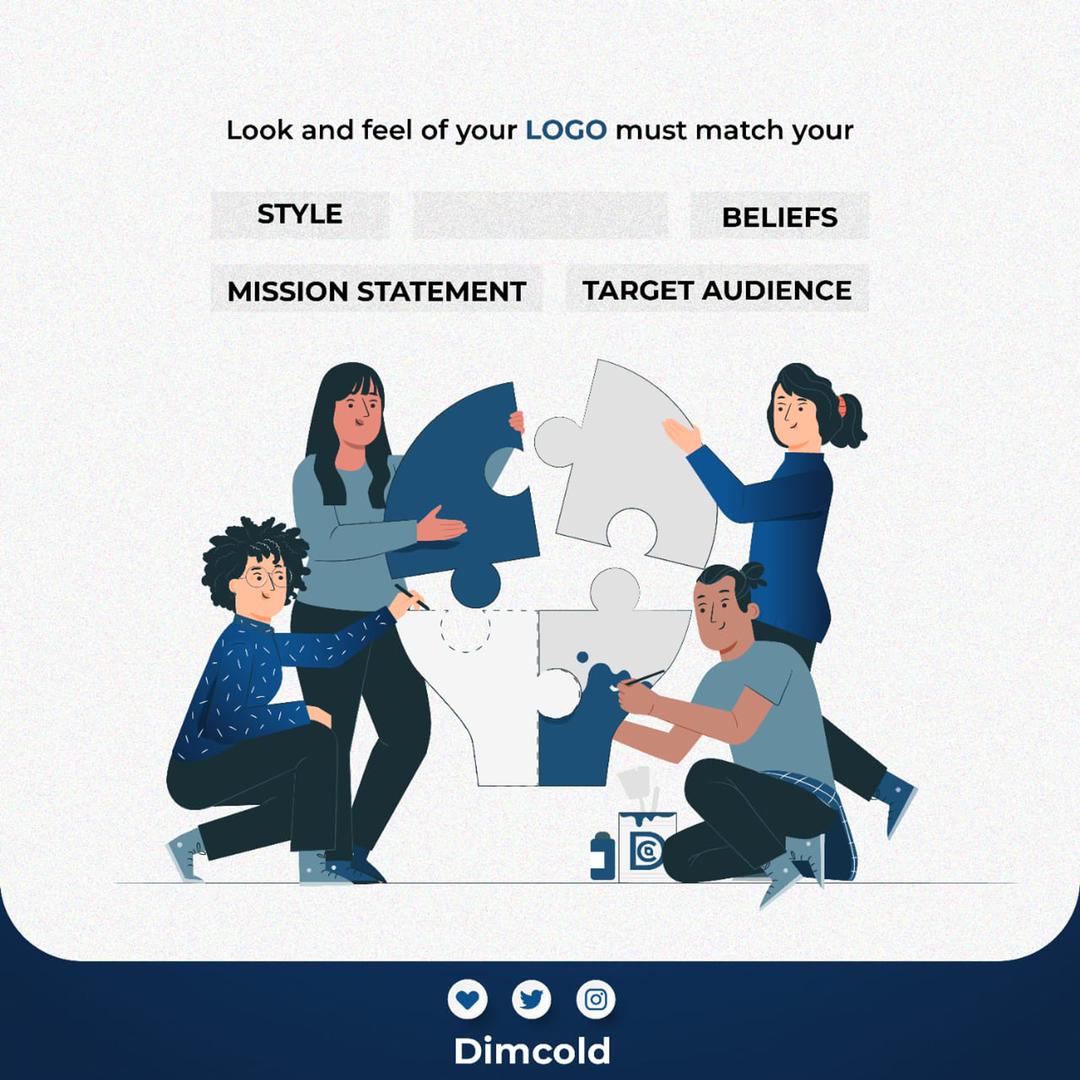 Look and feel of your LOGO must match your
STYLE
BELIEFS
MISSION STATEMENT
TARGET AUDIENCE
Dimcold